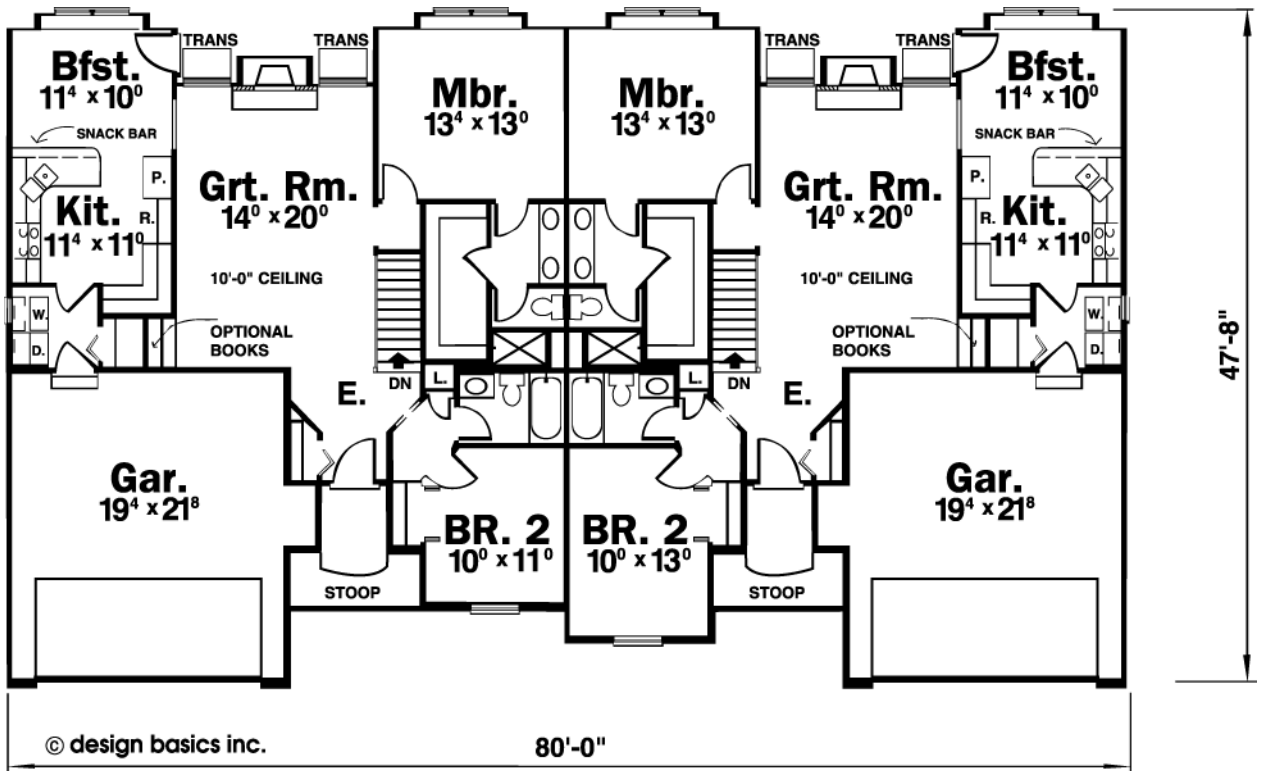 TRANS
TRANS
TRANS
TRANS
Bfst.
11⁴ x 10⁰
Mbr.
13⁴ x 13⁰
Mbr.
13⁴ x 13⁰
Bfst.
11⁴ x 10⁰
SNACK BAR
SNACK BAR
P.
Grt. Rm.
14⁰ x 20⁰
Grt. Rm.
14⁰ x 20⁰
P.
Kit.
11⁴ x 11⁰
R.
R.
Kit.
11⁴ x 11⁰
10'-0" CEILING
10'-0" CEILING
W.
D.
OPTIONAL
BOOKS
OPTIONAL
BOOKS
W.
D.
47'-8"
DN
L.
L.
DN
E.
E.
Gar.
19⁴ x 21⁸
BR. 2
10⁰ x 11⁰
BR. 2
10⁰ x 13⁰
Gar.
19⁴ x 21⁸
STOOP
STOOP
© design basics inc.
80'-0"